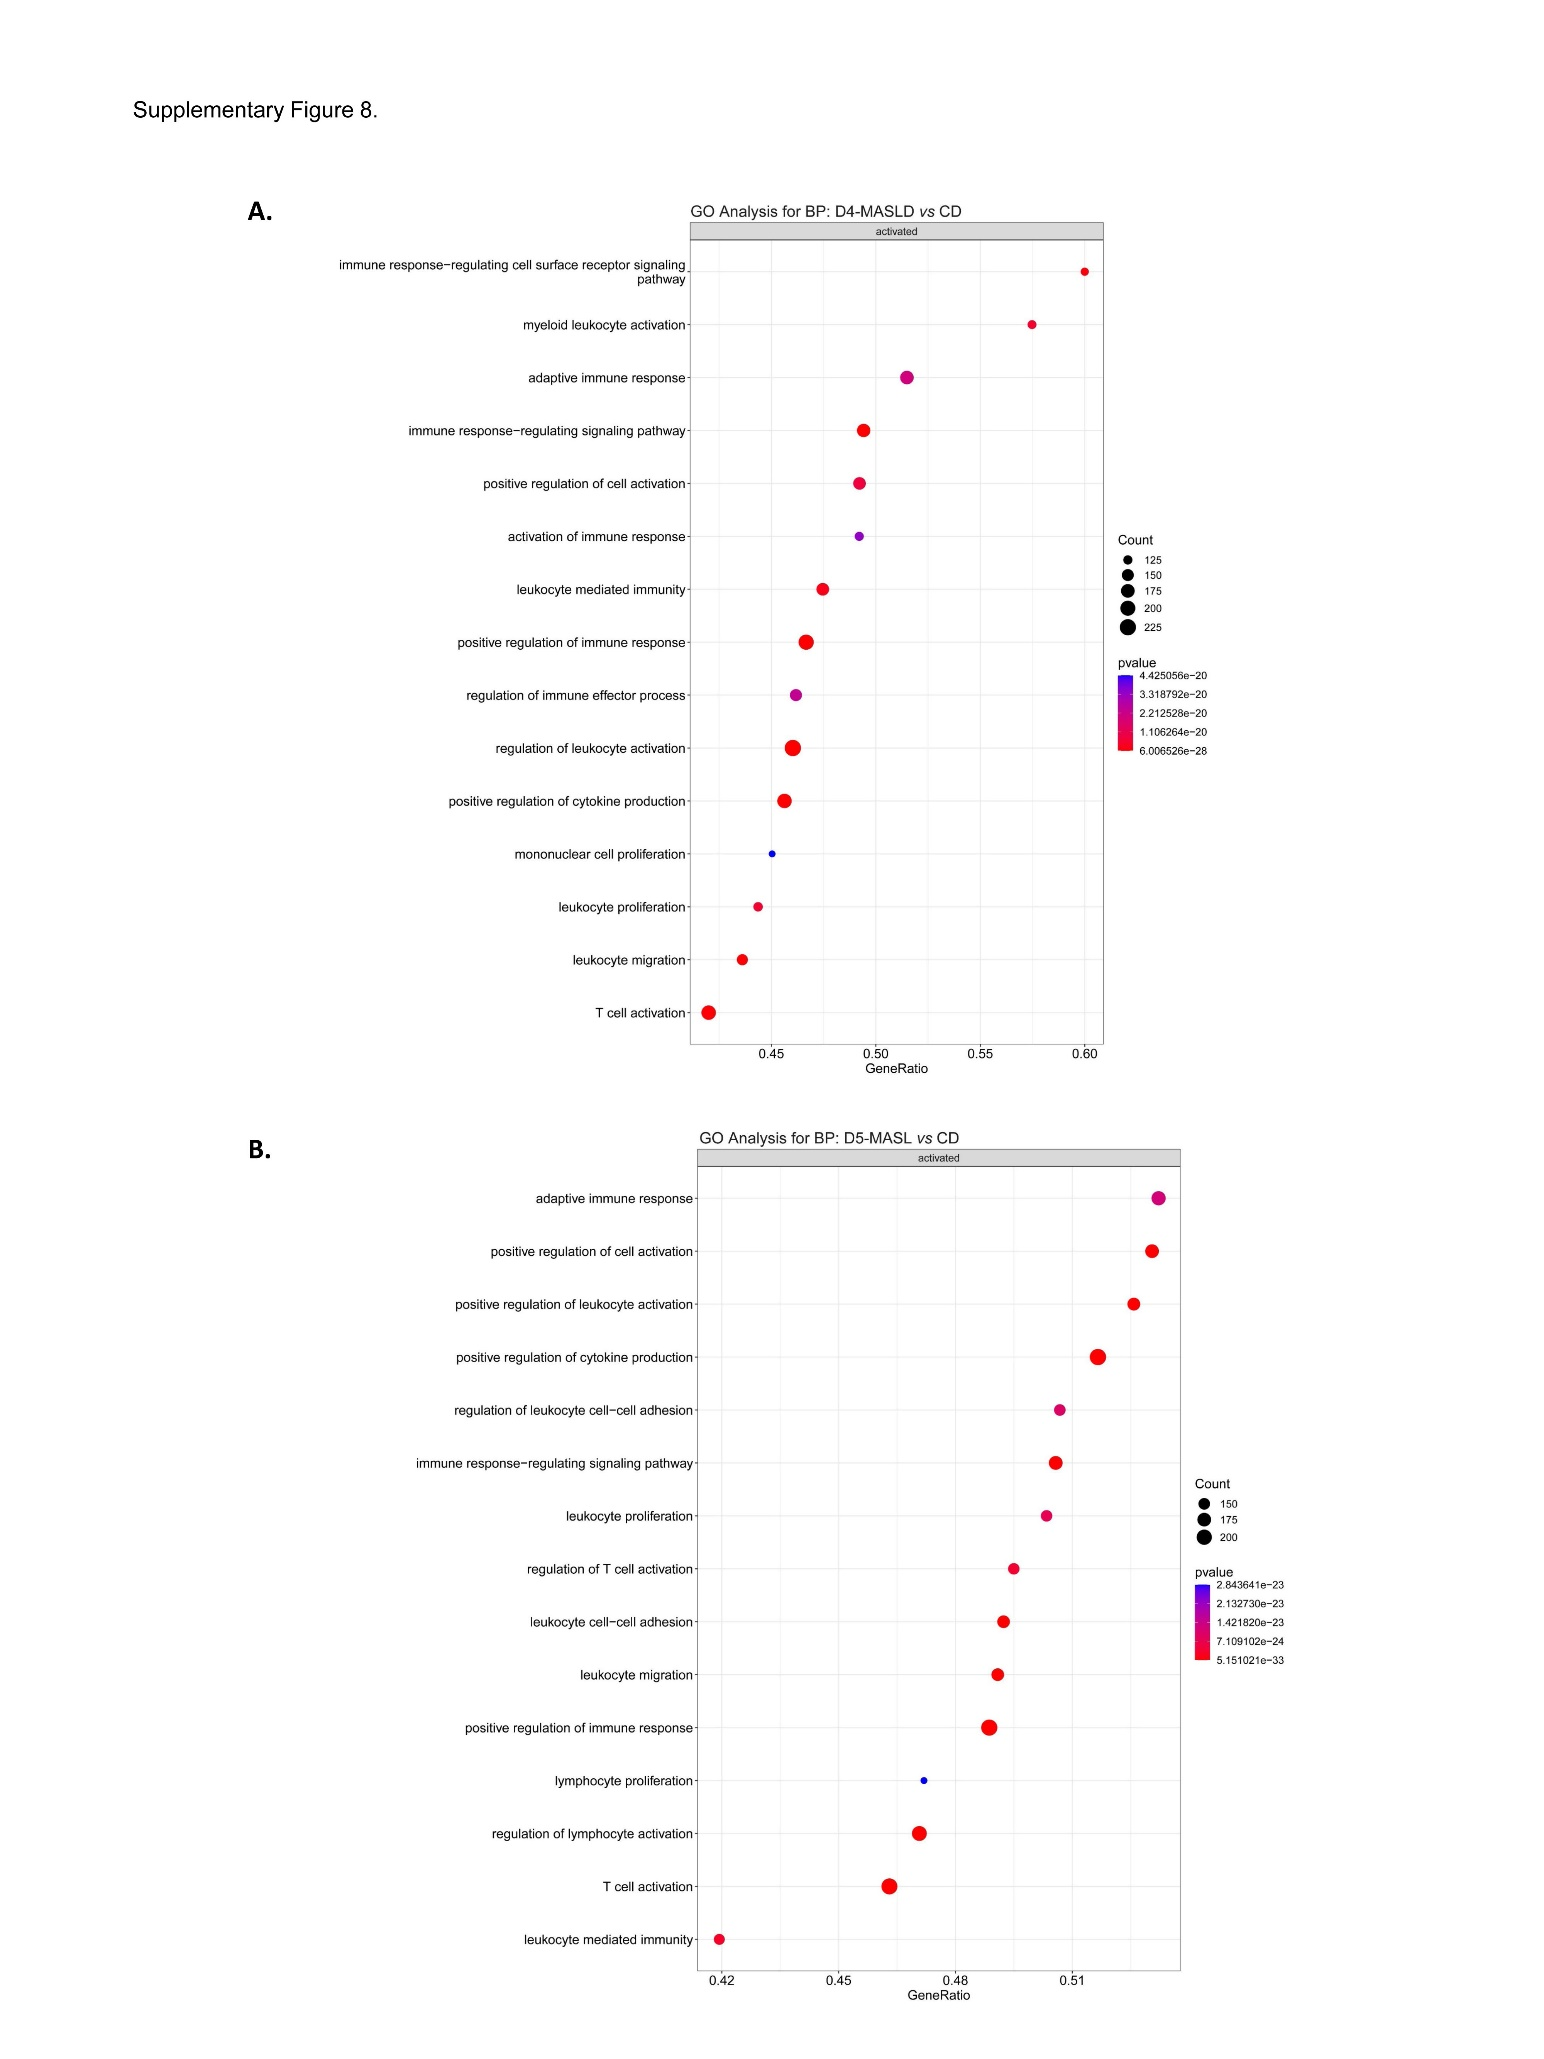 Supplementary Figure 8.
A.
GO Analysis for BP: D4-MASLD vs CD
activated
immune response−regulating cell surface receptor signaling
pathway
myeloid leukocyte activation
adaptive immune response
immune response−regulating signaling pathway
positive regulation of cell activation
activation of immune response
leukocyte mediated immunity
positive regulation of immune response
regulation of immune effector process
regulation of leukocyte activation
positive regulation of cytokine production
mononuclear cell proliferation
leukocyte proliferation
leukocyte migration
T cell activation
0.45 0.50 0.55 0.60
GeneRatio
Count
125
150
175
200
225
pvalue
4.425056e−20
3.318792e−20
2.212528e−20
1.106264e−20
6.006526e−28
B.
GO Analysis for BP: D5-MASL vs CD
activated
adaptive immune response
positive regulation of cell activation
positive regulation of leukocyte activation
positive regulation of cytokine production
regulation of leukocyte cell−cell adhesion
immune response−regulating signaling pathway
leukocyte proliferation
regulation of T cell activation
leukocyte cell−cell adhesion
leukocyte migration
positive regulation of immune response
lymphocyte proliferation
regulation of lymphocyte activation
T cell activation
leukocyte mediated immunity
0.42 0.45 0.48 0.51
GeneRatio
Count
150
175
200
pvalue
2.843641e−23
2.132730e−23
1.421820e−23
7.109102e−24
5.151021e−33